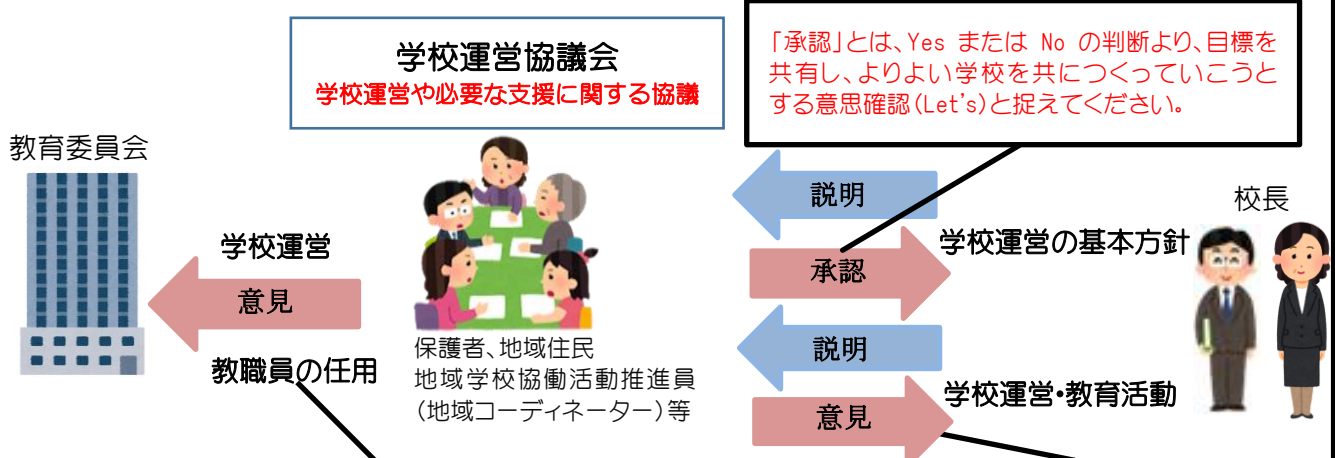 学校運営協議会
学校運営や必要な支援に関する協議
「承認」とは、Yes または No の判断より、目標を
共有し、よりよい学校を共につくっていこうと
する意思確認(Let's)と捉えてください。
教育委員会
学校運営
意見
教職員の任用
保護者、地域住民
地域学校協働活動推進員
(地域コーディネーター)等
説明
承認
学校運営の基本方針
説明
意見
学校運営・教育活動
校長